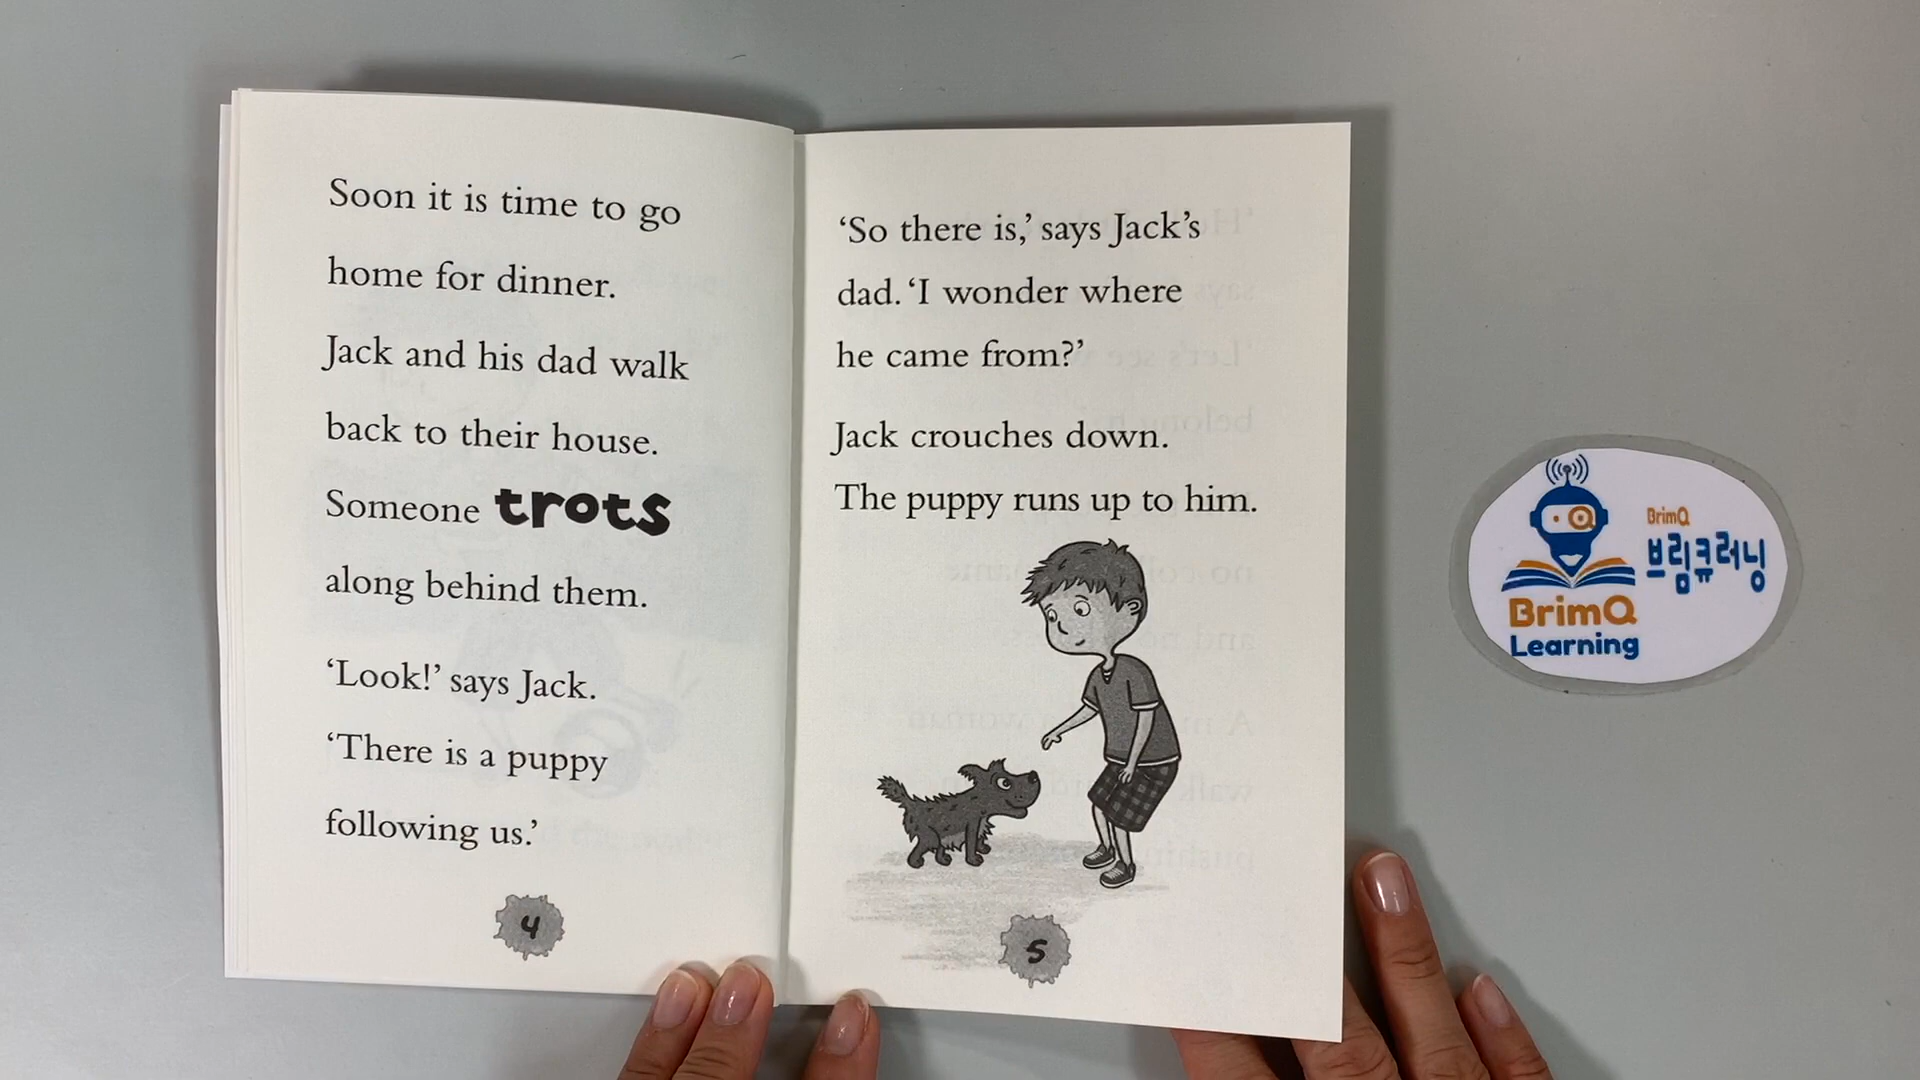 Soon it is time to go
home for dinner.
Jack and his dad walk
back to their house.
Someone trots
along behind them.
‘Look!’ says Jack.
‘There is a puppy
following us.’
4
‘So there is,’ says Jack’s
dad. ‘I wonder where
he came from?’
Jack crouches down.
The puppy runs up to him.
5
BrimQ
브림큐러닝
BrimQ
Learning